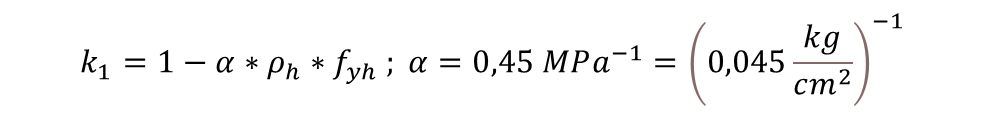 k₁ = 1 − α * ρₕ * f_yh ; α = 0,45 MPa⁻¹ = (0,045 kg/cm²)⁻¹